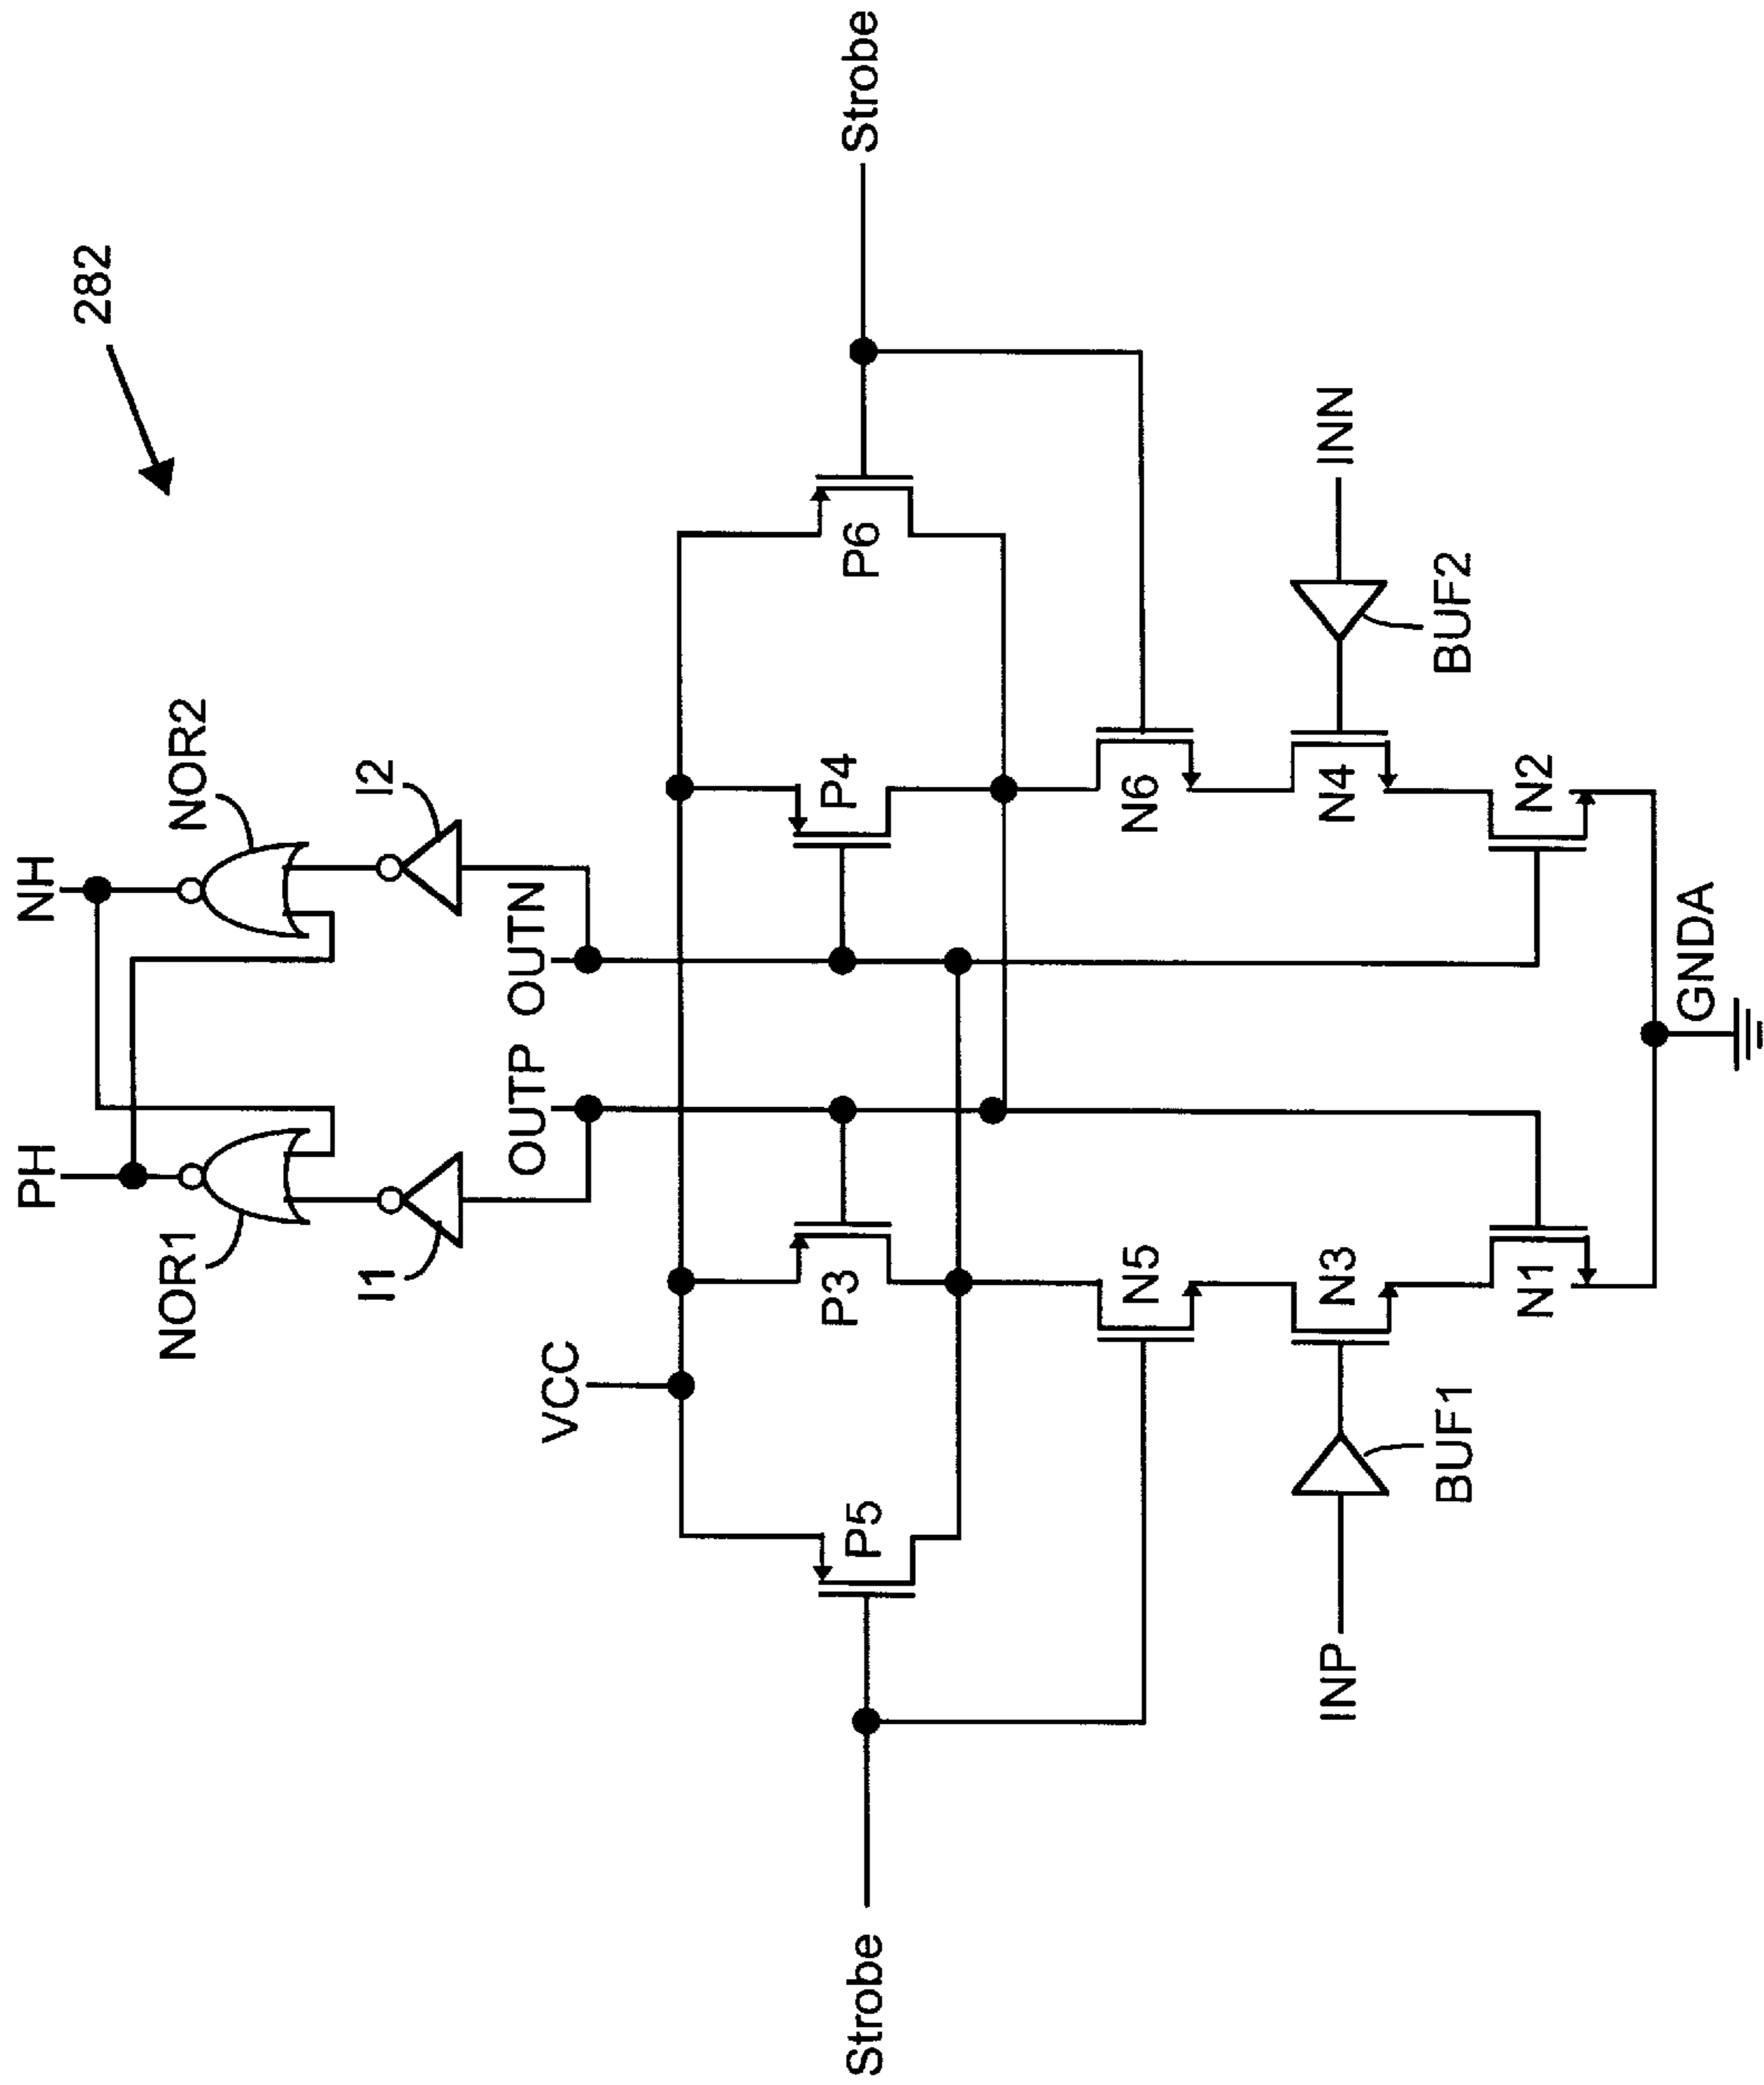 282
PH
NH
NOR1
NOR2
I1
I2
OUTP
OUTN
VCC
P5
P3
P4
P6
Strobe
Strobe
N5
N6
INP
BUF1
N3
N4
BUF2
INN
N1
N2
GNDA